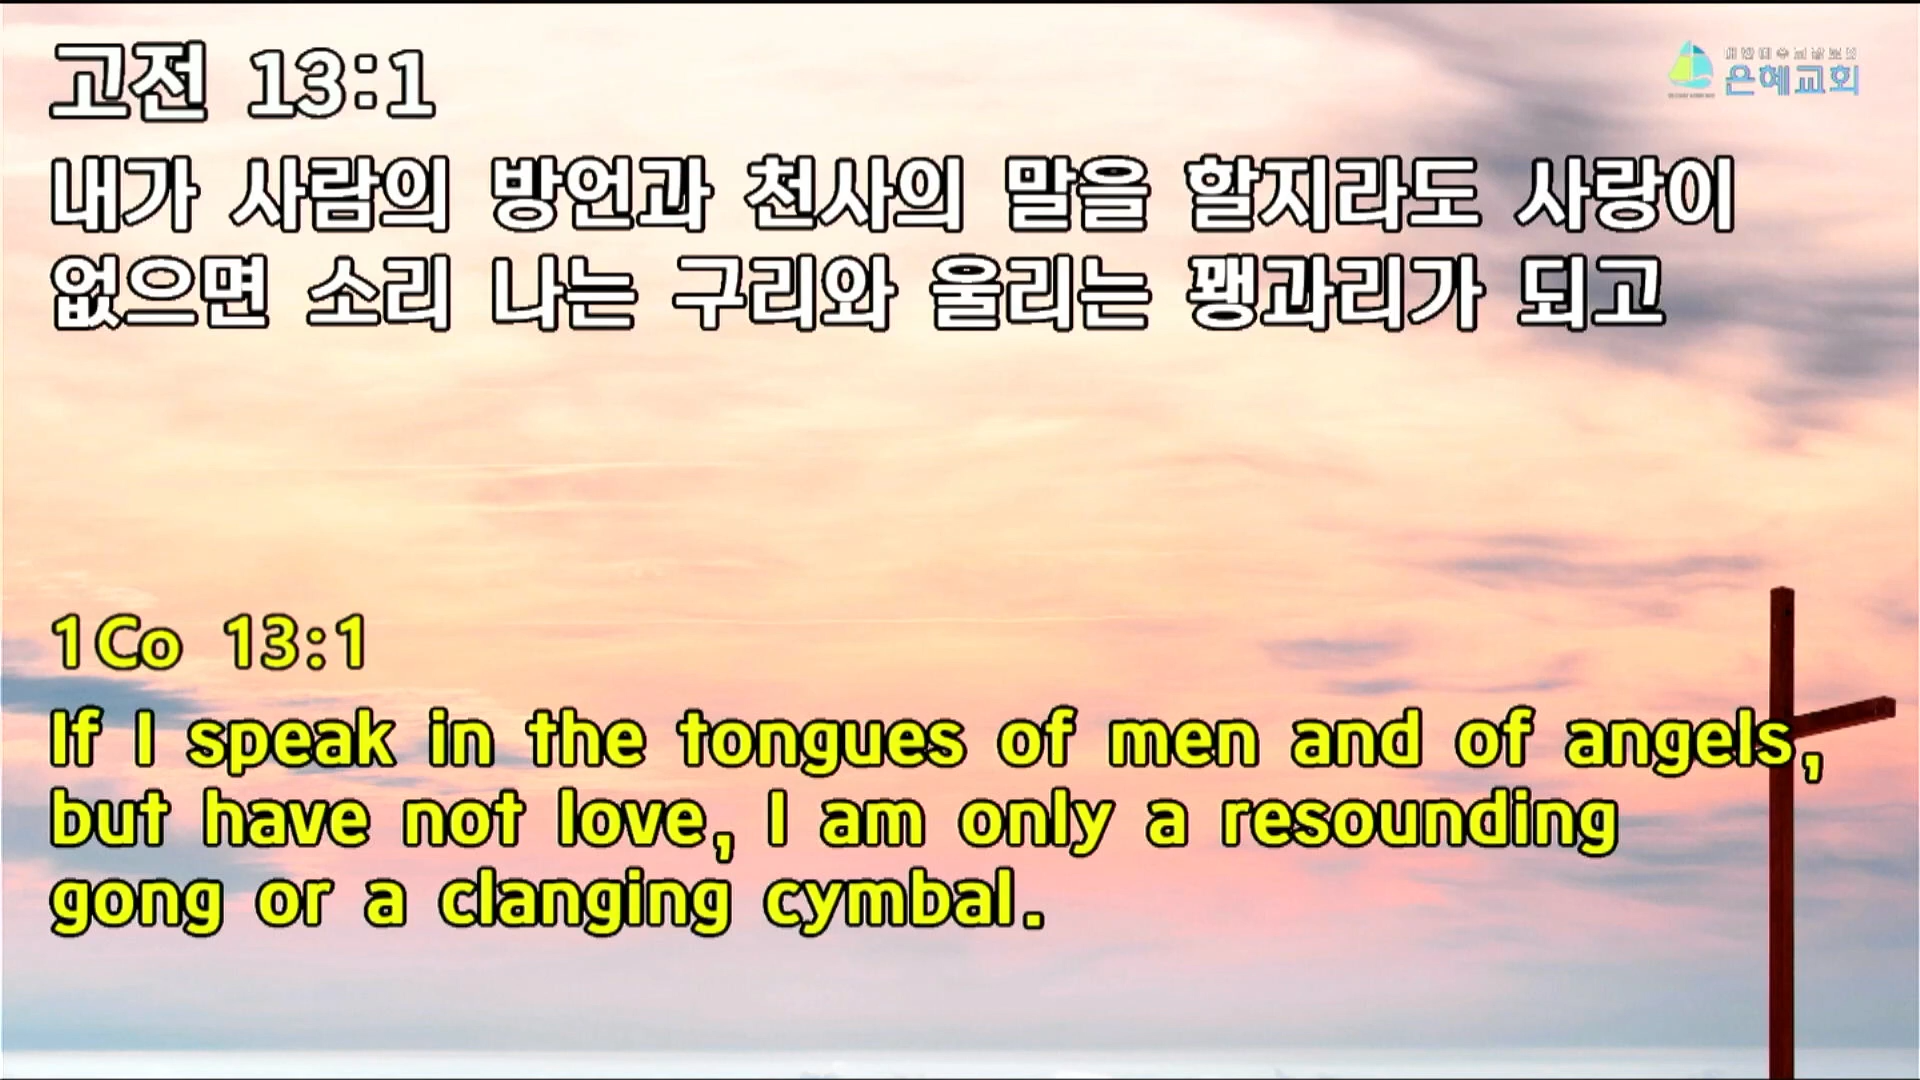 고전 13:1
내가 사람의 방언과 천사의 말을 할지라도 사랑이
없으면 소리 나는 구리와 울리는 꽹과리가 되고
은혜교회
1Co 13:1
If I speak in the tongues of men and of angels,
but have not love, I am only a resounding
gong or a clanging cymbal.